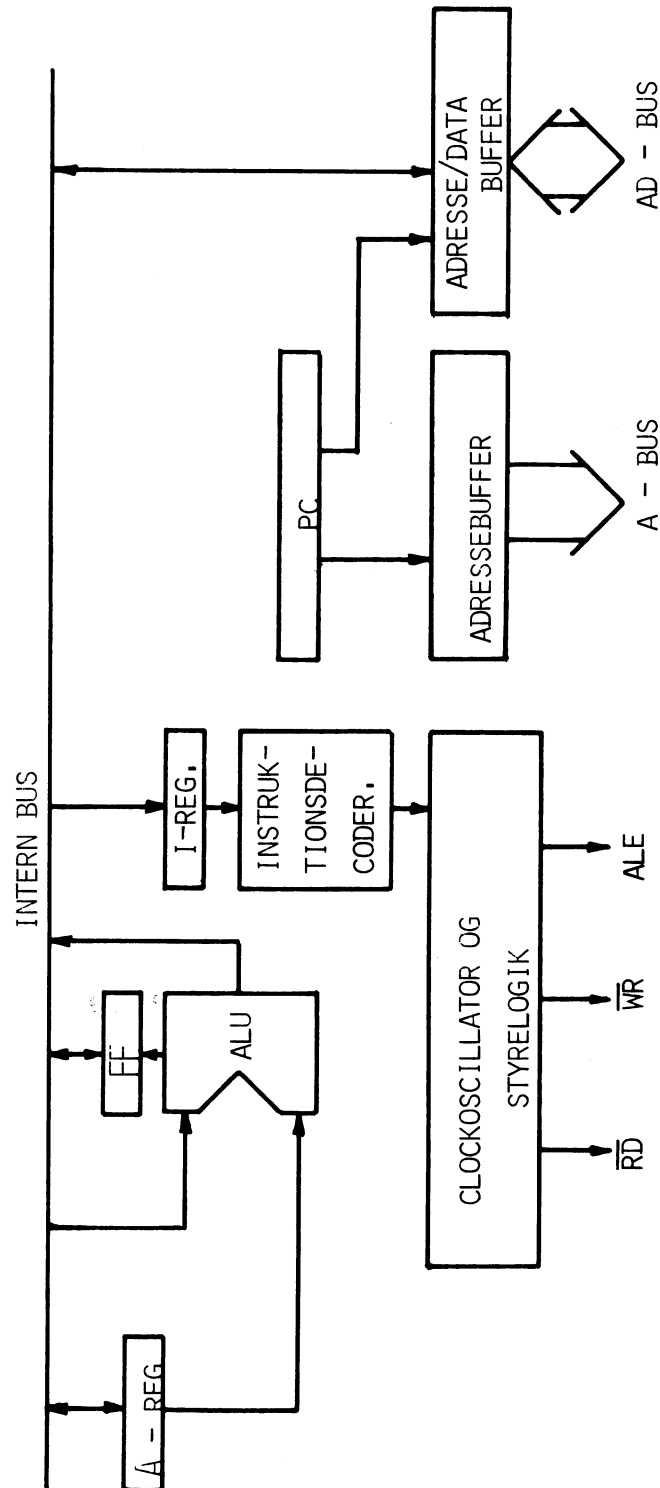 INTERN BUS
A - REG
FF
ALU
I-REG.
INSTRUK-
TIONSDE-
CODER.
PC
CLOCKOSCILLATOR OG
STYRELOGIK
ADRESSEBUFFER
ADRESSE/DATA
BUFFER
RD
WR
ALE
A - BUS
AD - BUS